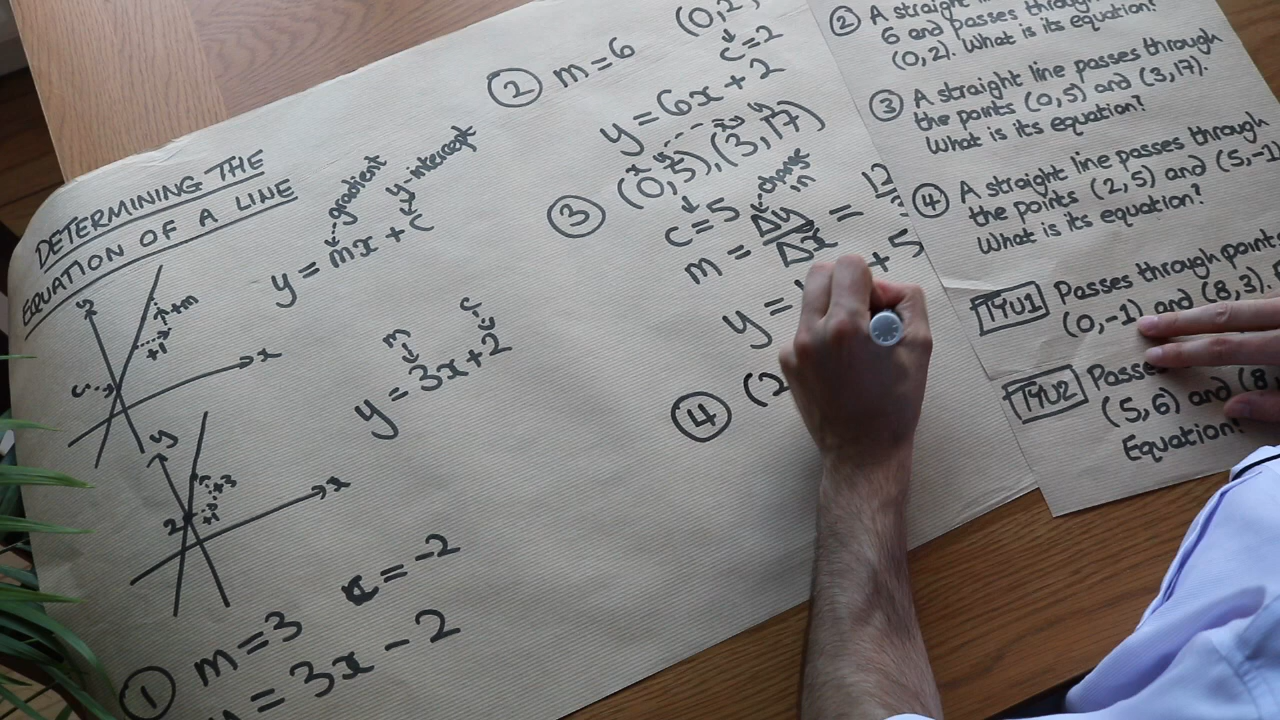 DETERMINING THE
EQUATION OF A LINE
y = mx + c
gradient
y-intercept
y
x
+m
+1
c
y = 3x + 2
m
c
y
x
2
+1
+3
① m = 3 c = -2
y = 3x - 2
② m = 6 (0,2)
c = 2
y = 6x + 2
③ (0,5), (3,17)
x y x y
c = 5
change in
m = Δy/Δx = 12
y = + 5
④ (2
② A straight
6 and passes through
(0,2). What is its equation?
③ A straight line passes through
the points (0,5) and (3,17).
What is its equation?
④ A straight line passes through
the points (2,5) and (5,-1)
What is its equation?
TYU1 Passes through points
(0,-1) and (8,3).
TYU2
(5,6) and (8,
Equation?